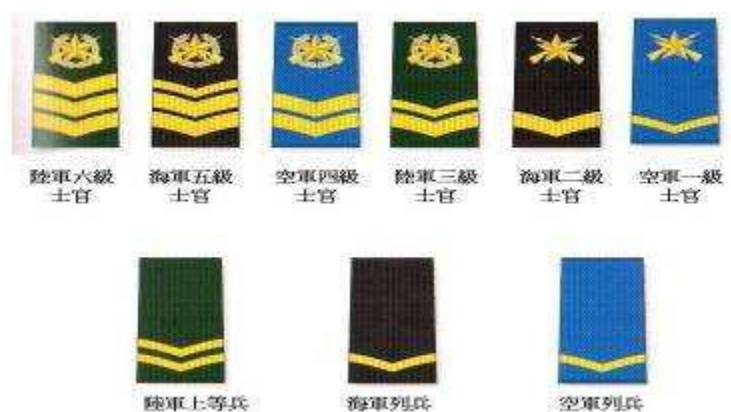 陸軍六級
士官
海軍五級
士官
空軍四級
士官
陸軍三級
士官
海軍二級
士官
空軍一級
士官
陸軍上等兵
海軍列兵
空軍列兵